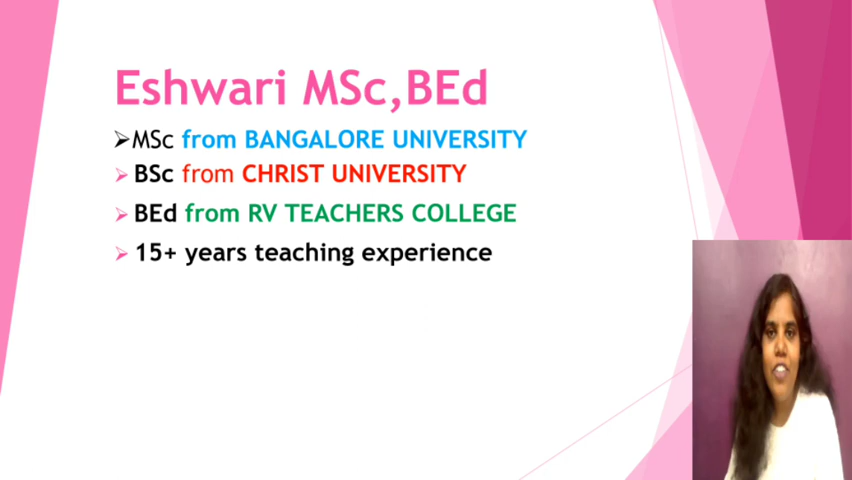 Eshwari MSc,BEd
MSc from BANGALORE UNIVERSITY
BSc from CHRIST UNIVERSITY
BEd from RV TEACHERS COLLEGE
15+ years teaching experience